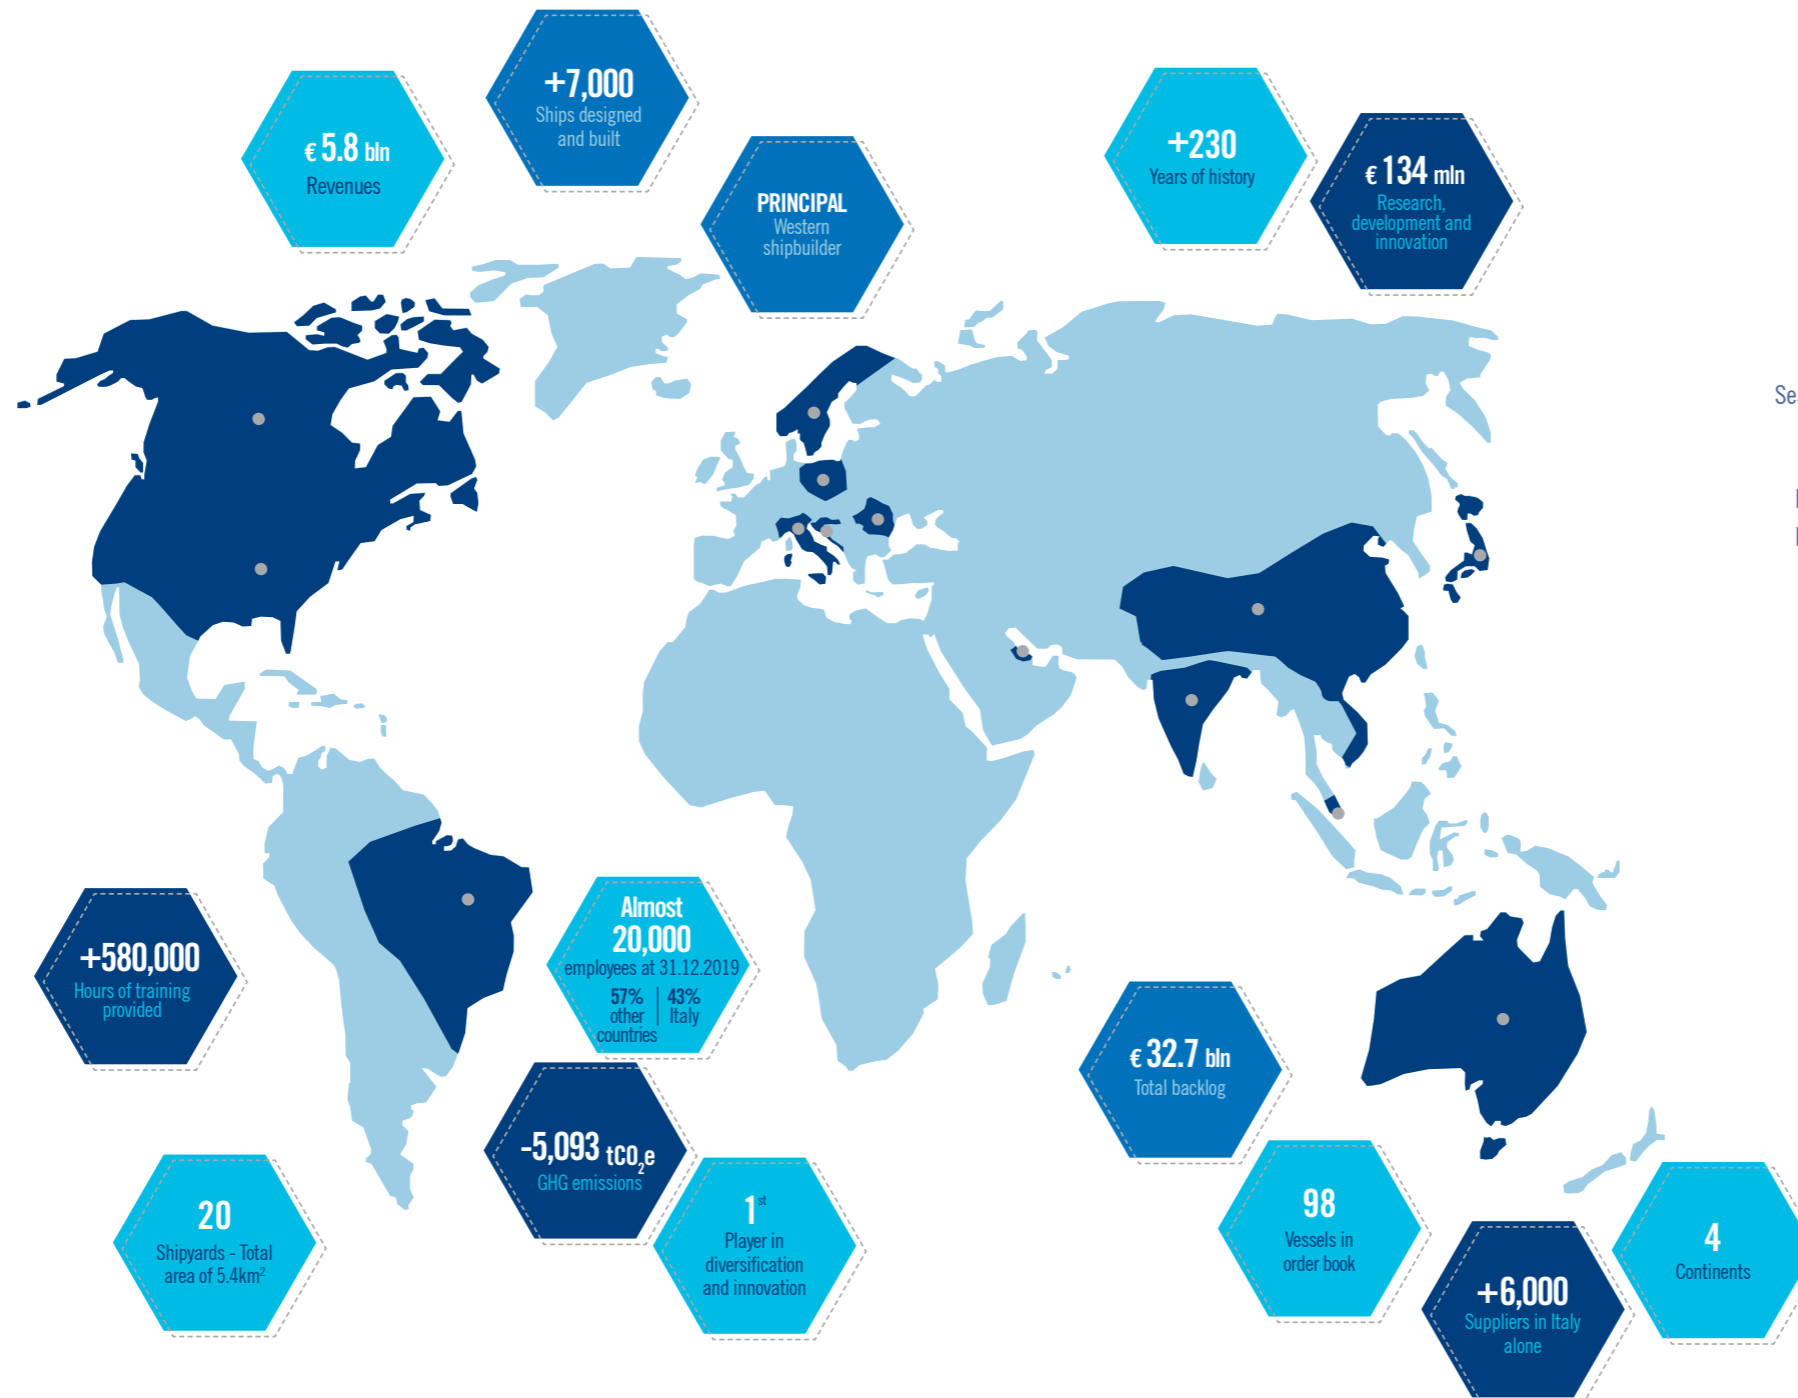 +7,000
Ships designed
and built
€ 5.8 bln
Revenues
PRINCIPAL
Western
shipbuilder
+230
Years of history
€ 134 mln
Research,
development and
innovation
Se
+580,000
Hours of training
provided
Almost
20,000
employees at 31.12.2019
57% 43%
other Italy
countries
€ 32.7 bln
Total backlog
-5,093 tCO₂e
GHG emissions
20
Shipyards - Total
area of 5.4km²
1st
Player in
diversification
and innovation
98
Vessels in
order book
+6,000
Suppliers in Italy
alone
4
Continents